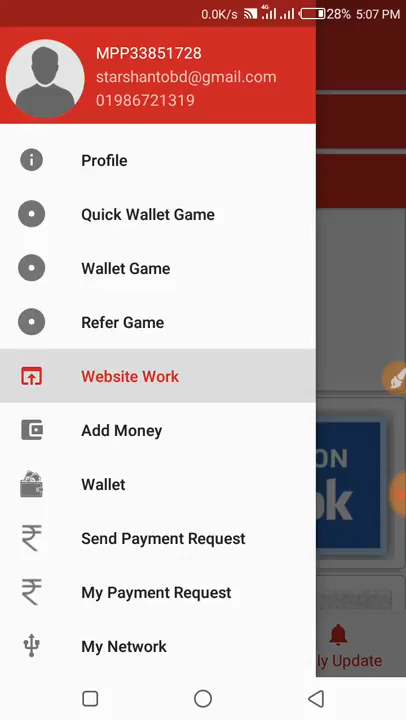 0.0K/s 4G 28% 5:07 PM
MPP33851728
starshantobd@gmail.com
01986721319
Profile
Quick Wallet Game
Wallet Game
Refer Game
Website Work
Add Money
ON
Wallet
ok
Send Payment Request
My Payment Request
My Network
ly Update